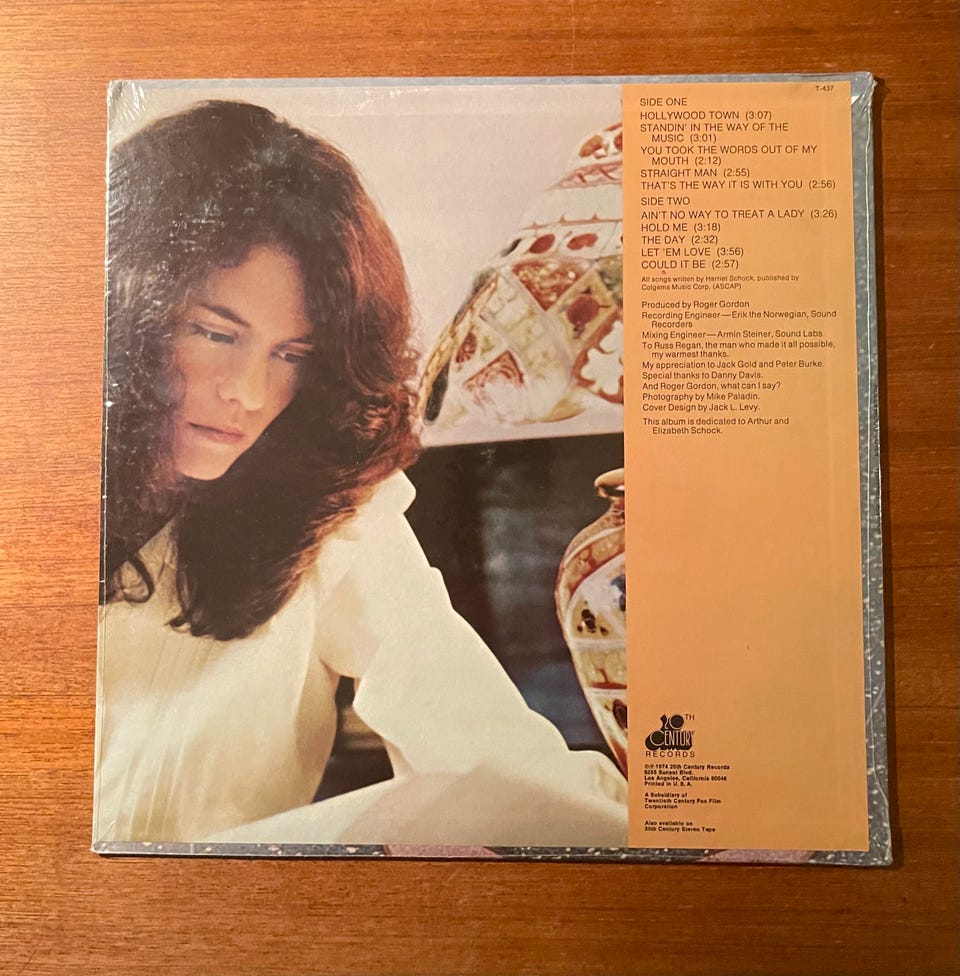 T-437
SIDE ONE
HOLLYWOOD TOWN (3:07)
STANDIN' IN THE WAY OF THE
MUSIC (3:01)
YOU TOOK THE WORDS OUT OF MY
MOUTH (2:12)
STRAIGHT MAN (2:55)
THAT'S THE WAY IT IS WITH YOU (2:56)
SIDE TWO
AIN'T NO WAY TO TREAT A LADY (3:26)
HOLD ME (3:18)
THE DAY (2:32)
LET 'EM LOVE (3:56)
COULD IT BE (2:57)
All songs written by Harriet Schock, published by
Colgems Music Corp. (ASCAP)
Produced by Roger Gordon
Recording Engineer—Erik the Norwegian, Sound
Recorders
Mixing Engineer—Armin Steiner, Sound Labs
To Russ Regan, the man who made it all possible,
my warmest thanks.
My appreciation to Jack Gold and Peter Burke.
Special thanks to Danny Davis.
And Roger Gordon, what can I say?
Photography by Mike Paladin.
Cover Design by Jack L. Levy.
This album is dedicated to Arthur and
Elizabeth Schock.
20TH
CENTURY
RECORDS
©℗ 1974 20th Century Records
8255 Sunset Blvd.
Los Angeles, California 90046
Printed in U.S.A.
A Subsidiary of
Twentieth Century Fox Film
Corporation
Also available on
20th Century Stereo Tape